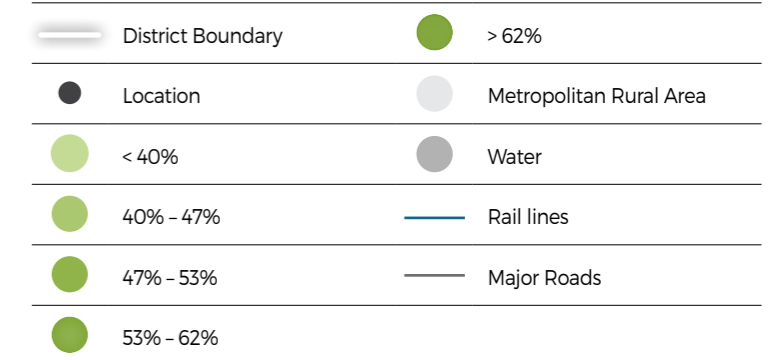 District Boundary
Location
< 40%
40% – 47%
47% – 53%
53% – 62%
> 62%
Metropolitan Rural Area
Water
Rail lines
Major Roads